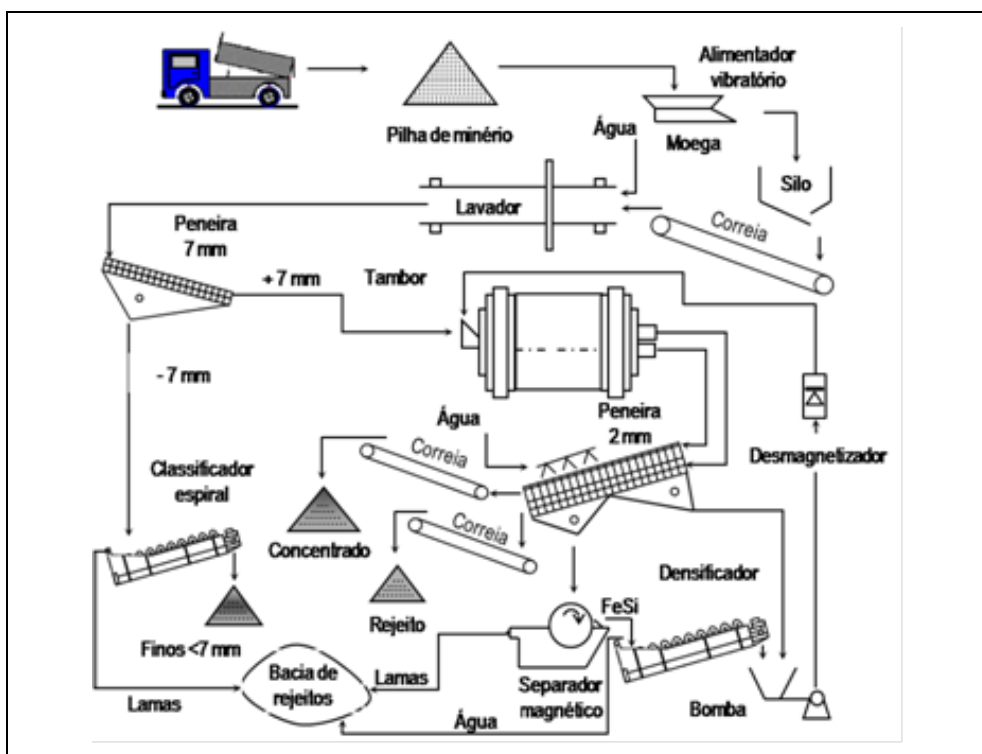 Alimentador
vibratório
Pilha de minério
Água
Moega
Silo
Lavador
Correia
Peneira
7 mm
+ 7 mm
Tambor
- 7 mm
Peneira
2 mm
Água
Desmagnetizador
Correia
Classificador
espiral
Concentrado
Correia
Densificador
Rejeito
FeSi
Finos <7 mm
Bacia de
rejeitos
Lamas
Lamas
Separador
magnético
Água
Bomba